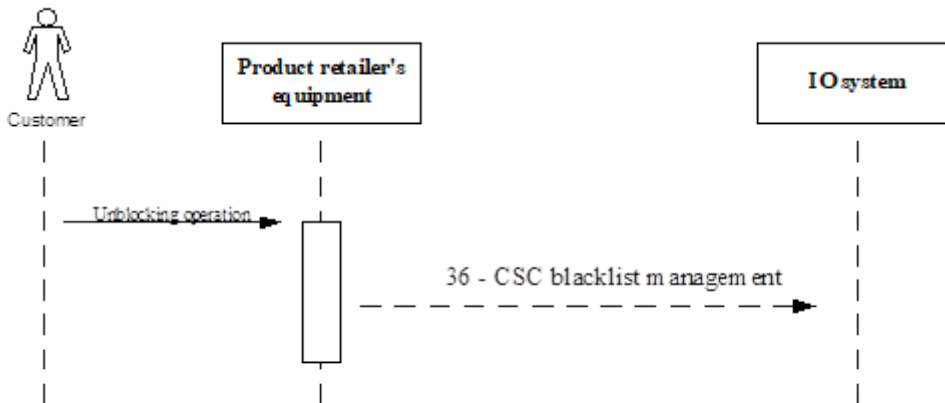 Product retailer's
equipment
IO system
Customer
Unblocking operation
36 - CSC blacklist management